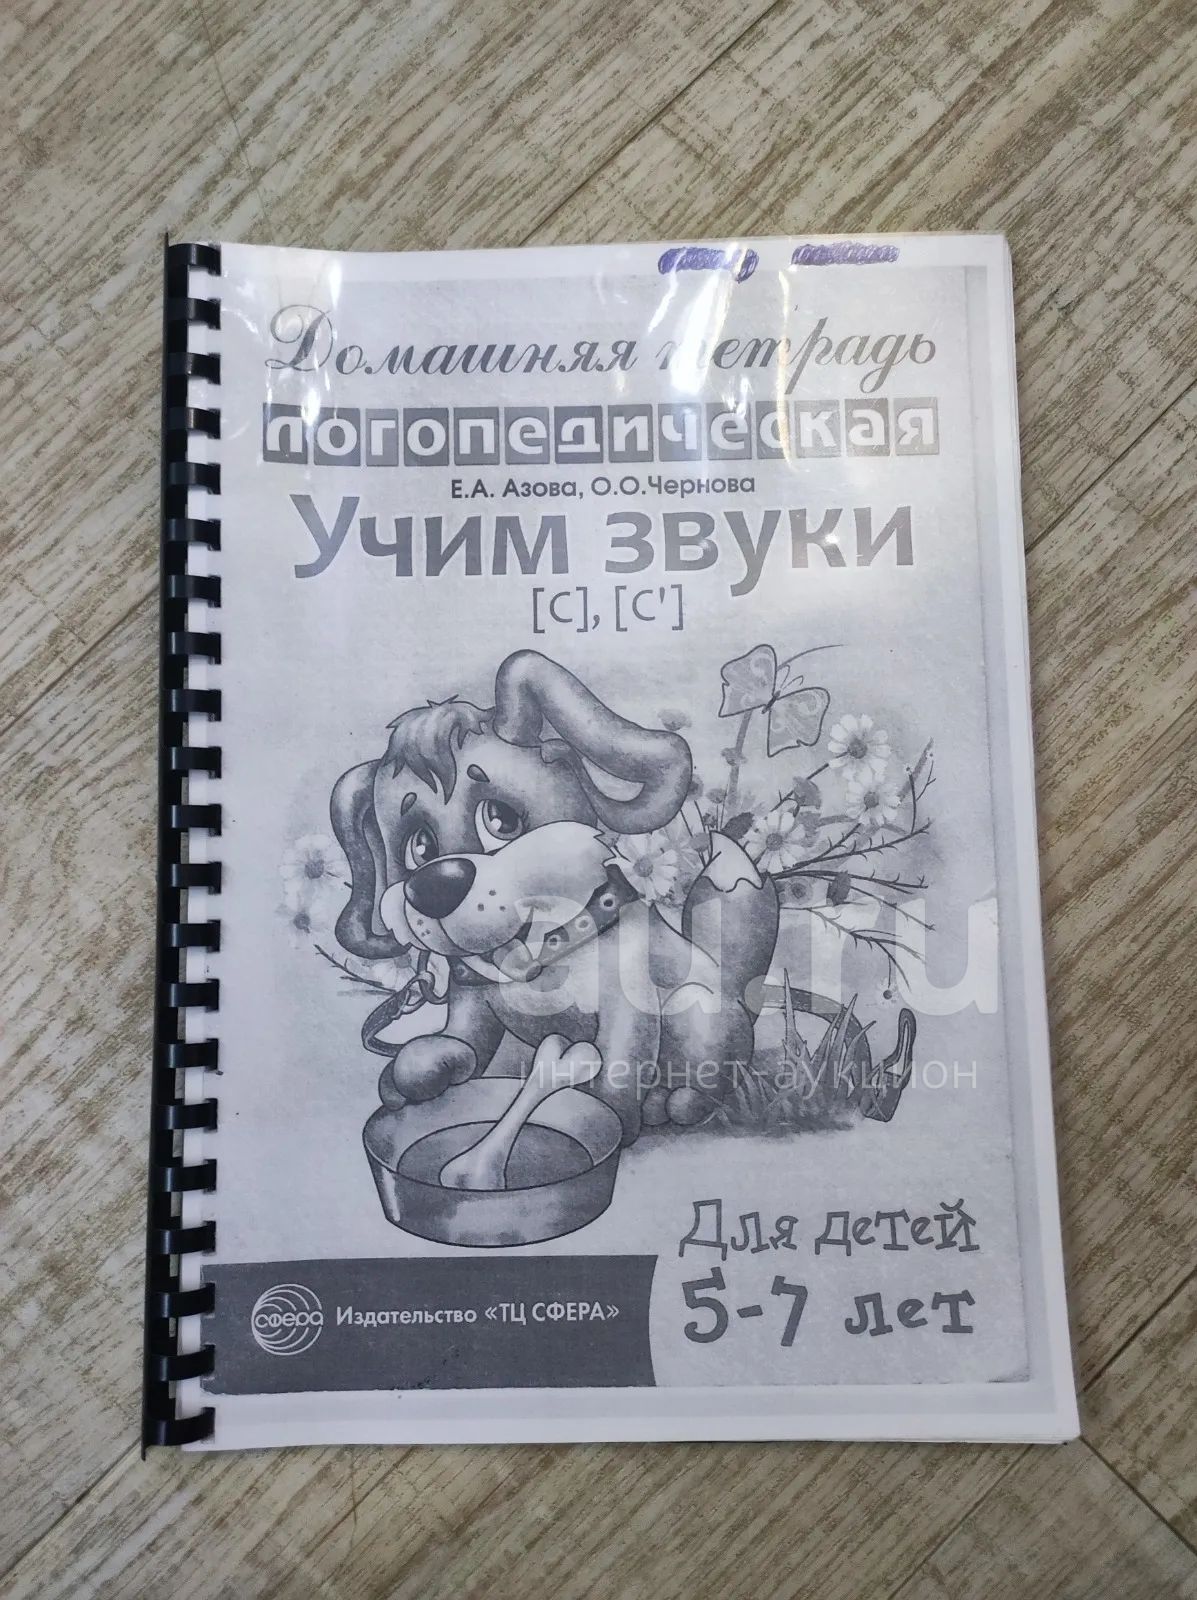 Домашняя тетрадь
логопедическая
Е.А. Азова, О.О.Чернова
Учим звуки
[С], [С']
au.ru
интернет-аукцион
Для детей
5-7 лет
сфера
Издательство «ТЦ СФЕРА»